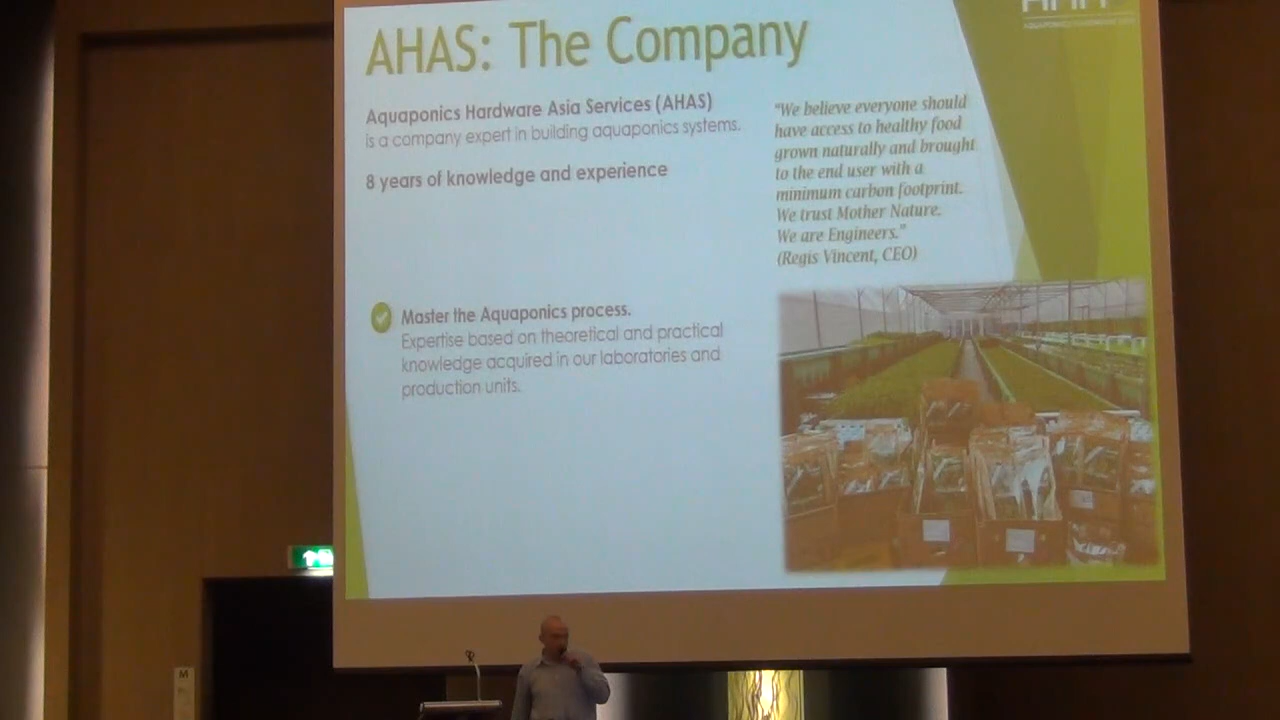 AHAS: The Company
Aquaponics Hardware Asia Services (AHAS)
is a company expert in building aquaponics systems.
8 years of knowledge and experience
Master the Aquaponics process.
Expertise based on theoretical and practical
knowledge acquired in our laboratories and
production units.
"We believe everyone should
have access to healthy food
grown naturally and brought
to the end user with a
minimum carbon footprint.
We trust Mother Nature.
We are Engineers."
(Regis Vincent, CEO)
M